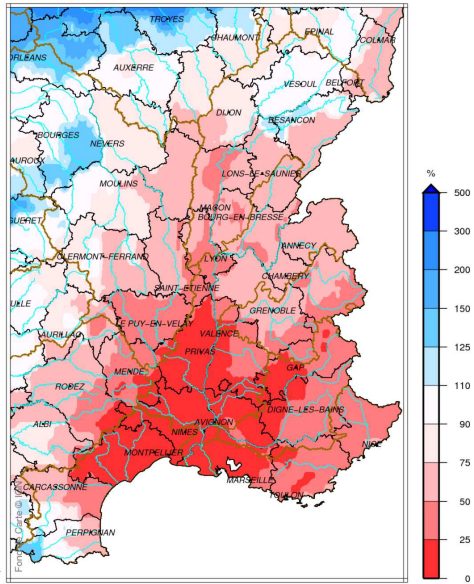 TROYES
CHAUMONT
EPINAL
COLMAR
ORLEANS
AUXERRE
VESOUL
BELFORT
DIJON
BESANCON
BOURGES
NEVERS
LONS-LE-SAUNIER
MOULINS
MACON
BOURG-EN-BRESSE
GUERET
ANNECY
CLERMONT-FERRAND
LYON
CHAMBERY
SAINT-ETIENNE
GRENOBLE
LE PUY-EN-VELAY
VALENCE
AURILLAC
PRIVAS
MENDE
GAP
RODEZ
DIGNE-LES-BAINS
AVIGNON
ALBI
NIMES
NICE
MONTPELLIER
CARCASSONNE
MARSEILLE
TOULON
PERPIGNAN
%
500
300
200
150
125
110
90
75
50
25
0